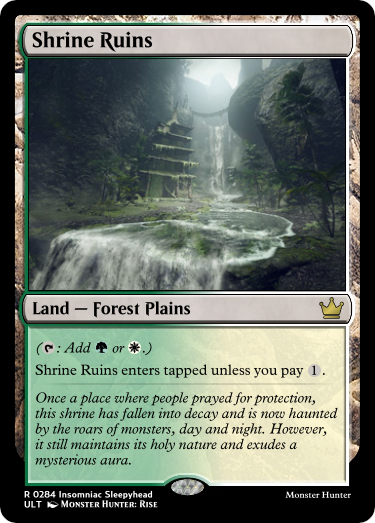 Shrine Ruins
Land — Forest Plains
(T: Add G or W.)
Shrine Ruins enters tapped unless you pay 1.
Once a place where people prayed for protection,
this shrine has fallen into decay and is now haunted
by the roars of monsters, day and night. However,
it still maintains its holy nature and exudes a
mysterious aura.
R 0284 Insomniac Sleepyhead
ULT Monster Hunter: Rise
Monster Hunter